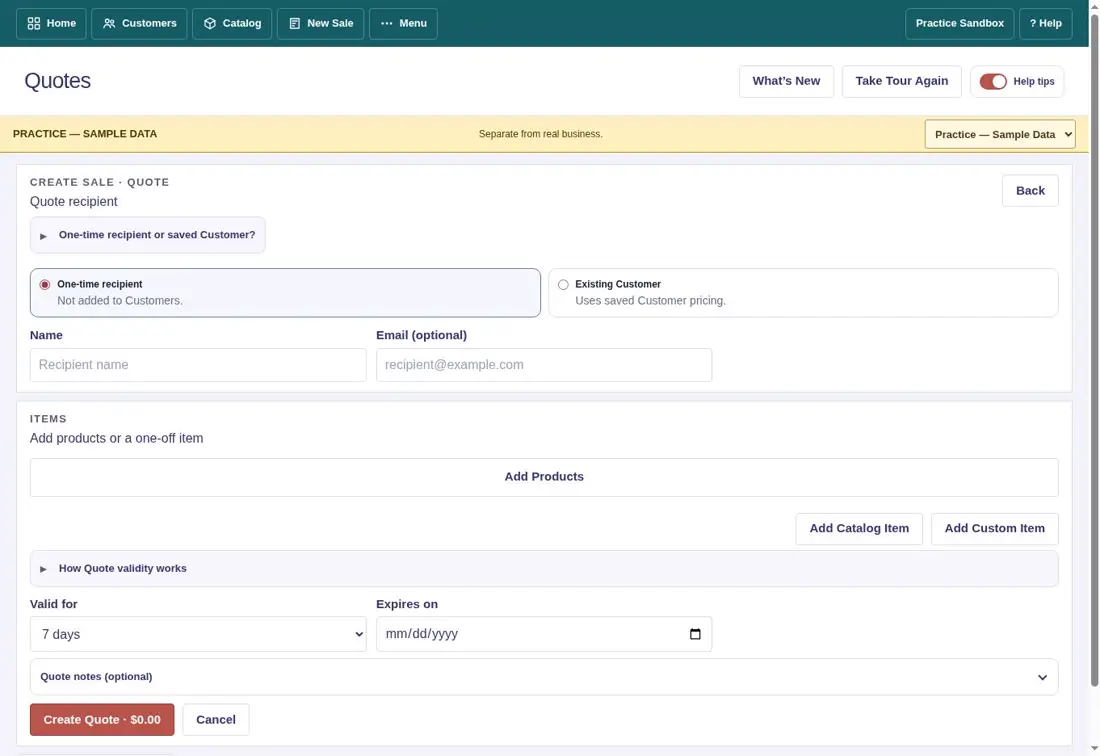 Home
Customers
Catalog
New Sale
Menu
Practice Sandbox
? Help
Quotes
What's New
Take Tour Again
Help tips
PRACTICE — SAMPLE DATA
Separate from real business.
Practice — Sample Data
CREATE SALE · QUOTE
Quote recipient
Back
One-time recipient or saved Customer?
One-time recipient
Not added to Customers.
Existing Customer
Uses saved Customer pricing.
Name
Email (optional)
Recipient name
recipient@example.com
ITEMS
Add products or a one-off item
Add Products
Add Catalog Item
Add Custom Item
How Quote validity works
Valid for
Expires on
7 days
mm/dd/yyyy
Quote notes (optional)
Create Quote · $0.00
Cancel